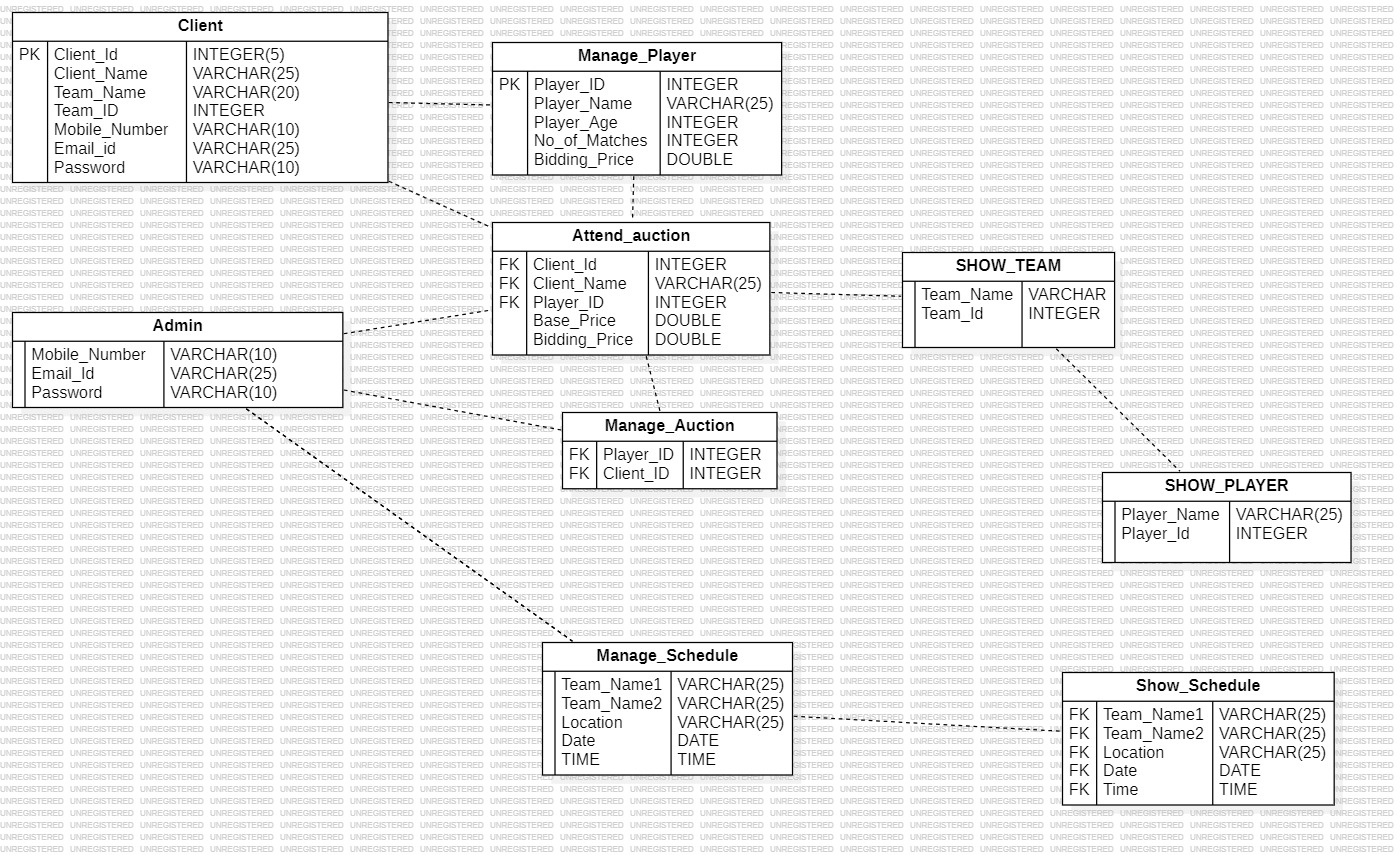 Client
PK Client_Id INTEGER(5)
Client_Name VARCHAR(25)
Team_Name VARCHAR(20)
Team_ID INTEGER
Mobile_Number VARCHAR(10)
Email_id VARCHAR(25)
Password VARCHAR(10)
Manage_Player
PK Player_ID INTEGER
Player_Name VARCHAR(25)
Player_Age INTEGER
No_of_Matches INTEGER
Bidding_Price DOUBLE
Attend_auction
FK Client_Id INTEGER
FK Client_Name VARCHAR(25)
FK Player_ID INTEGER
Base_Price DOUBLE
Bidding_Price DOUBLE
SHOW_TEAM
Team_Name VARCHAR
Team_Id INTEGER
Admin
Mobile_Number VARCHAR(10)
Email_Id VARCHAR(25)
Password VARCHAR(10)
Manage_Auction
FK Player_ID INTEGER
FK Client_ID INTEGER
SHOW_PLAYER
Player_Name VARCHAR(25)
Player_Id INTEGER
Manage_Schedule
Team_Name1 VARCHAR(25)
Team_Name2 VARCHAR(25)
Location VARCHAR(25)
Date DATE
TIME TIME
Show_Schedule
FK Team_Name1 VARCHAR(25)
FK Team_Name2 VARCHAR(25)
FK Location VARCHAR(25)
FK Date DATE
FK Time TIME
UNREGISTERED